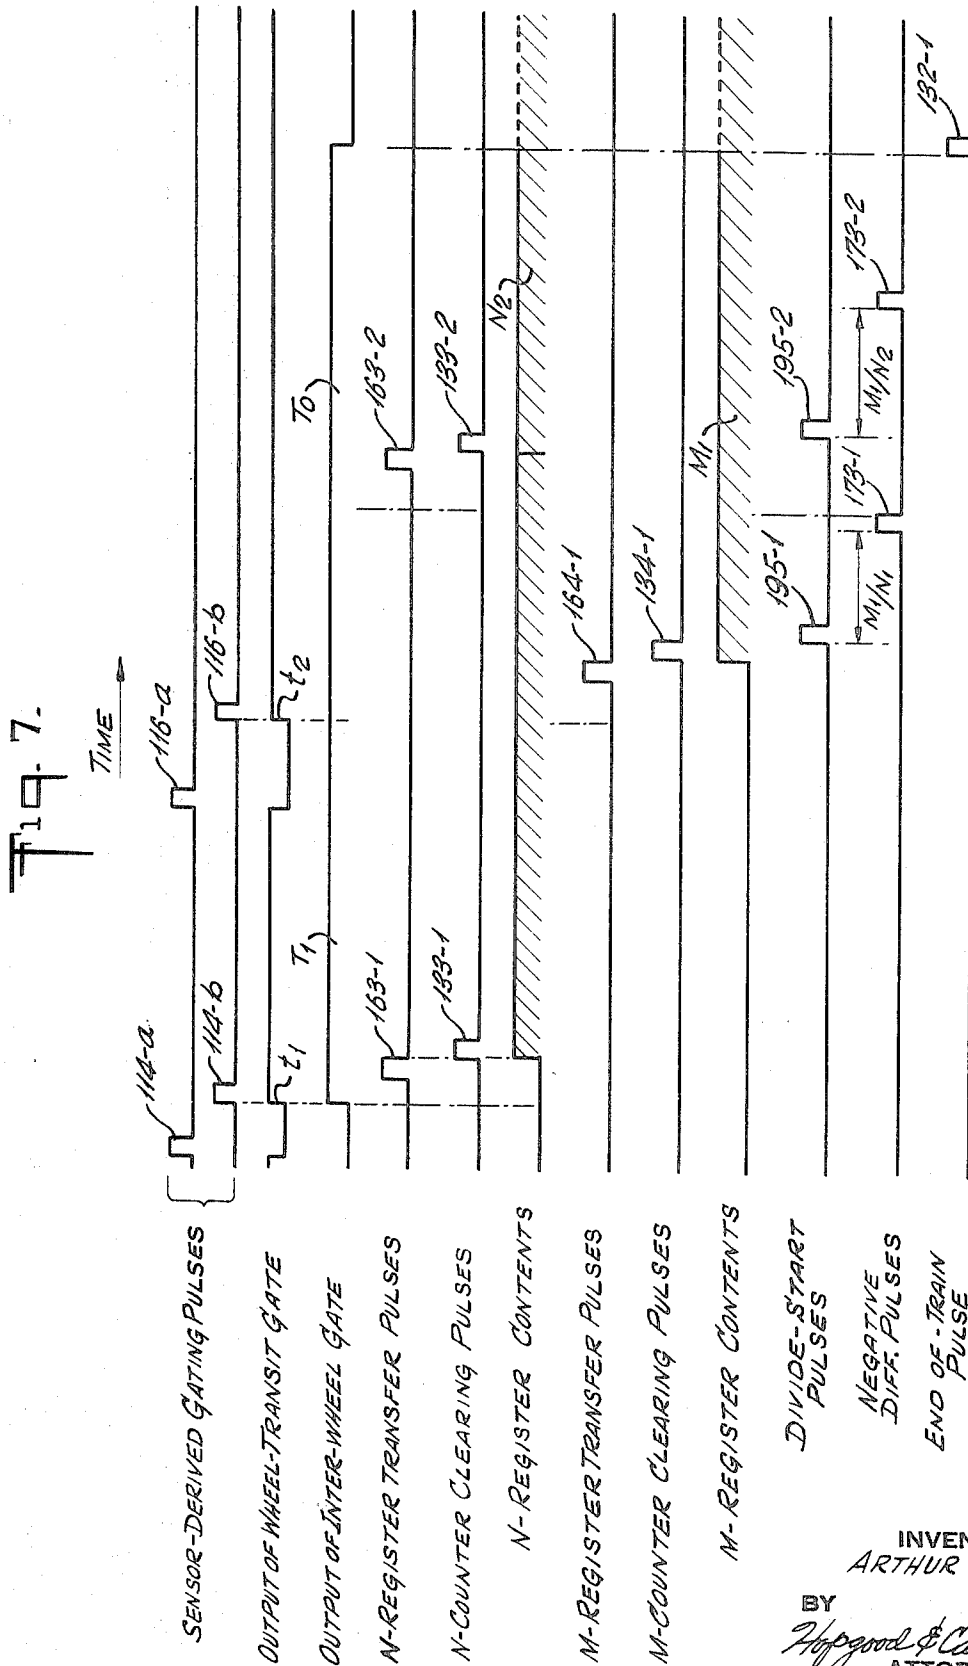 Fig. 7.
TIME
SENSOR-DERIVED GATING PULSES
114-a
116-a
114-b
116-b
OUTPUT OF WHEEL-TRANSIT GATE
t1
t2
OUTPUT OF INTER-WHEEL GATE
T1
T0
N-REGISTER TRANSFER PULSES
163-1
163-2
N-COUNTER CLEARING PULSES
133-1
133-2
N-REGISTER CONTENTS
N2
M-REGISTER TRANSFER PULSES
164-1
M-COUNTER CLEARING PULSES
134-1
M-REGISTER CONTENTS
M1
DIVIDE-START
PULSES
195-1
195-2
NEGATIVE
DIFF. PULSES
M1/N1
173-1
M1/N2
173-2
END OF-TRAIN
PULSE
132-1
INVEN
ARTHUR
BY
Hopgood & Ca
ATTOR